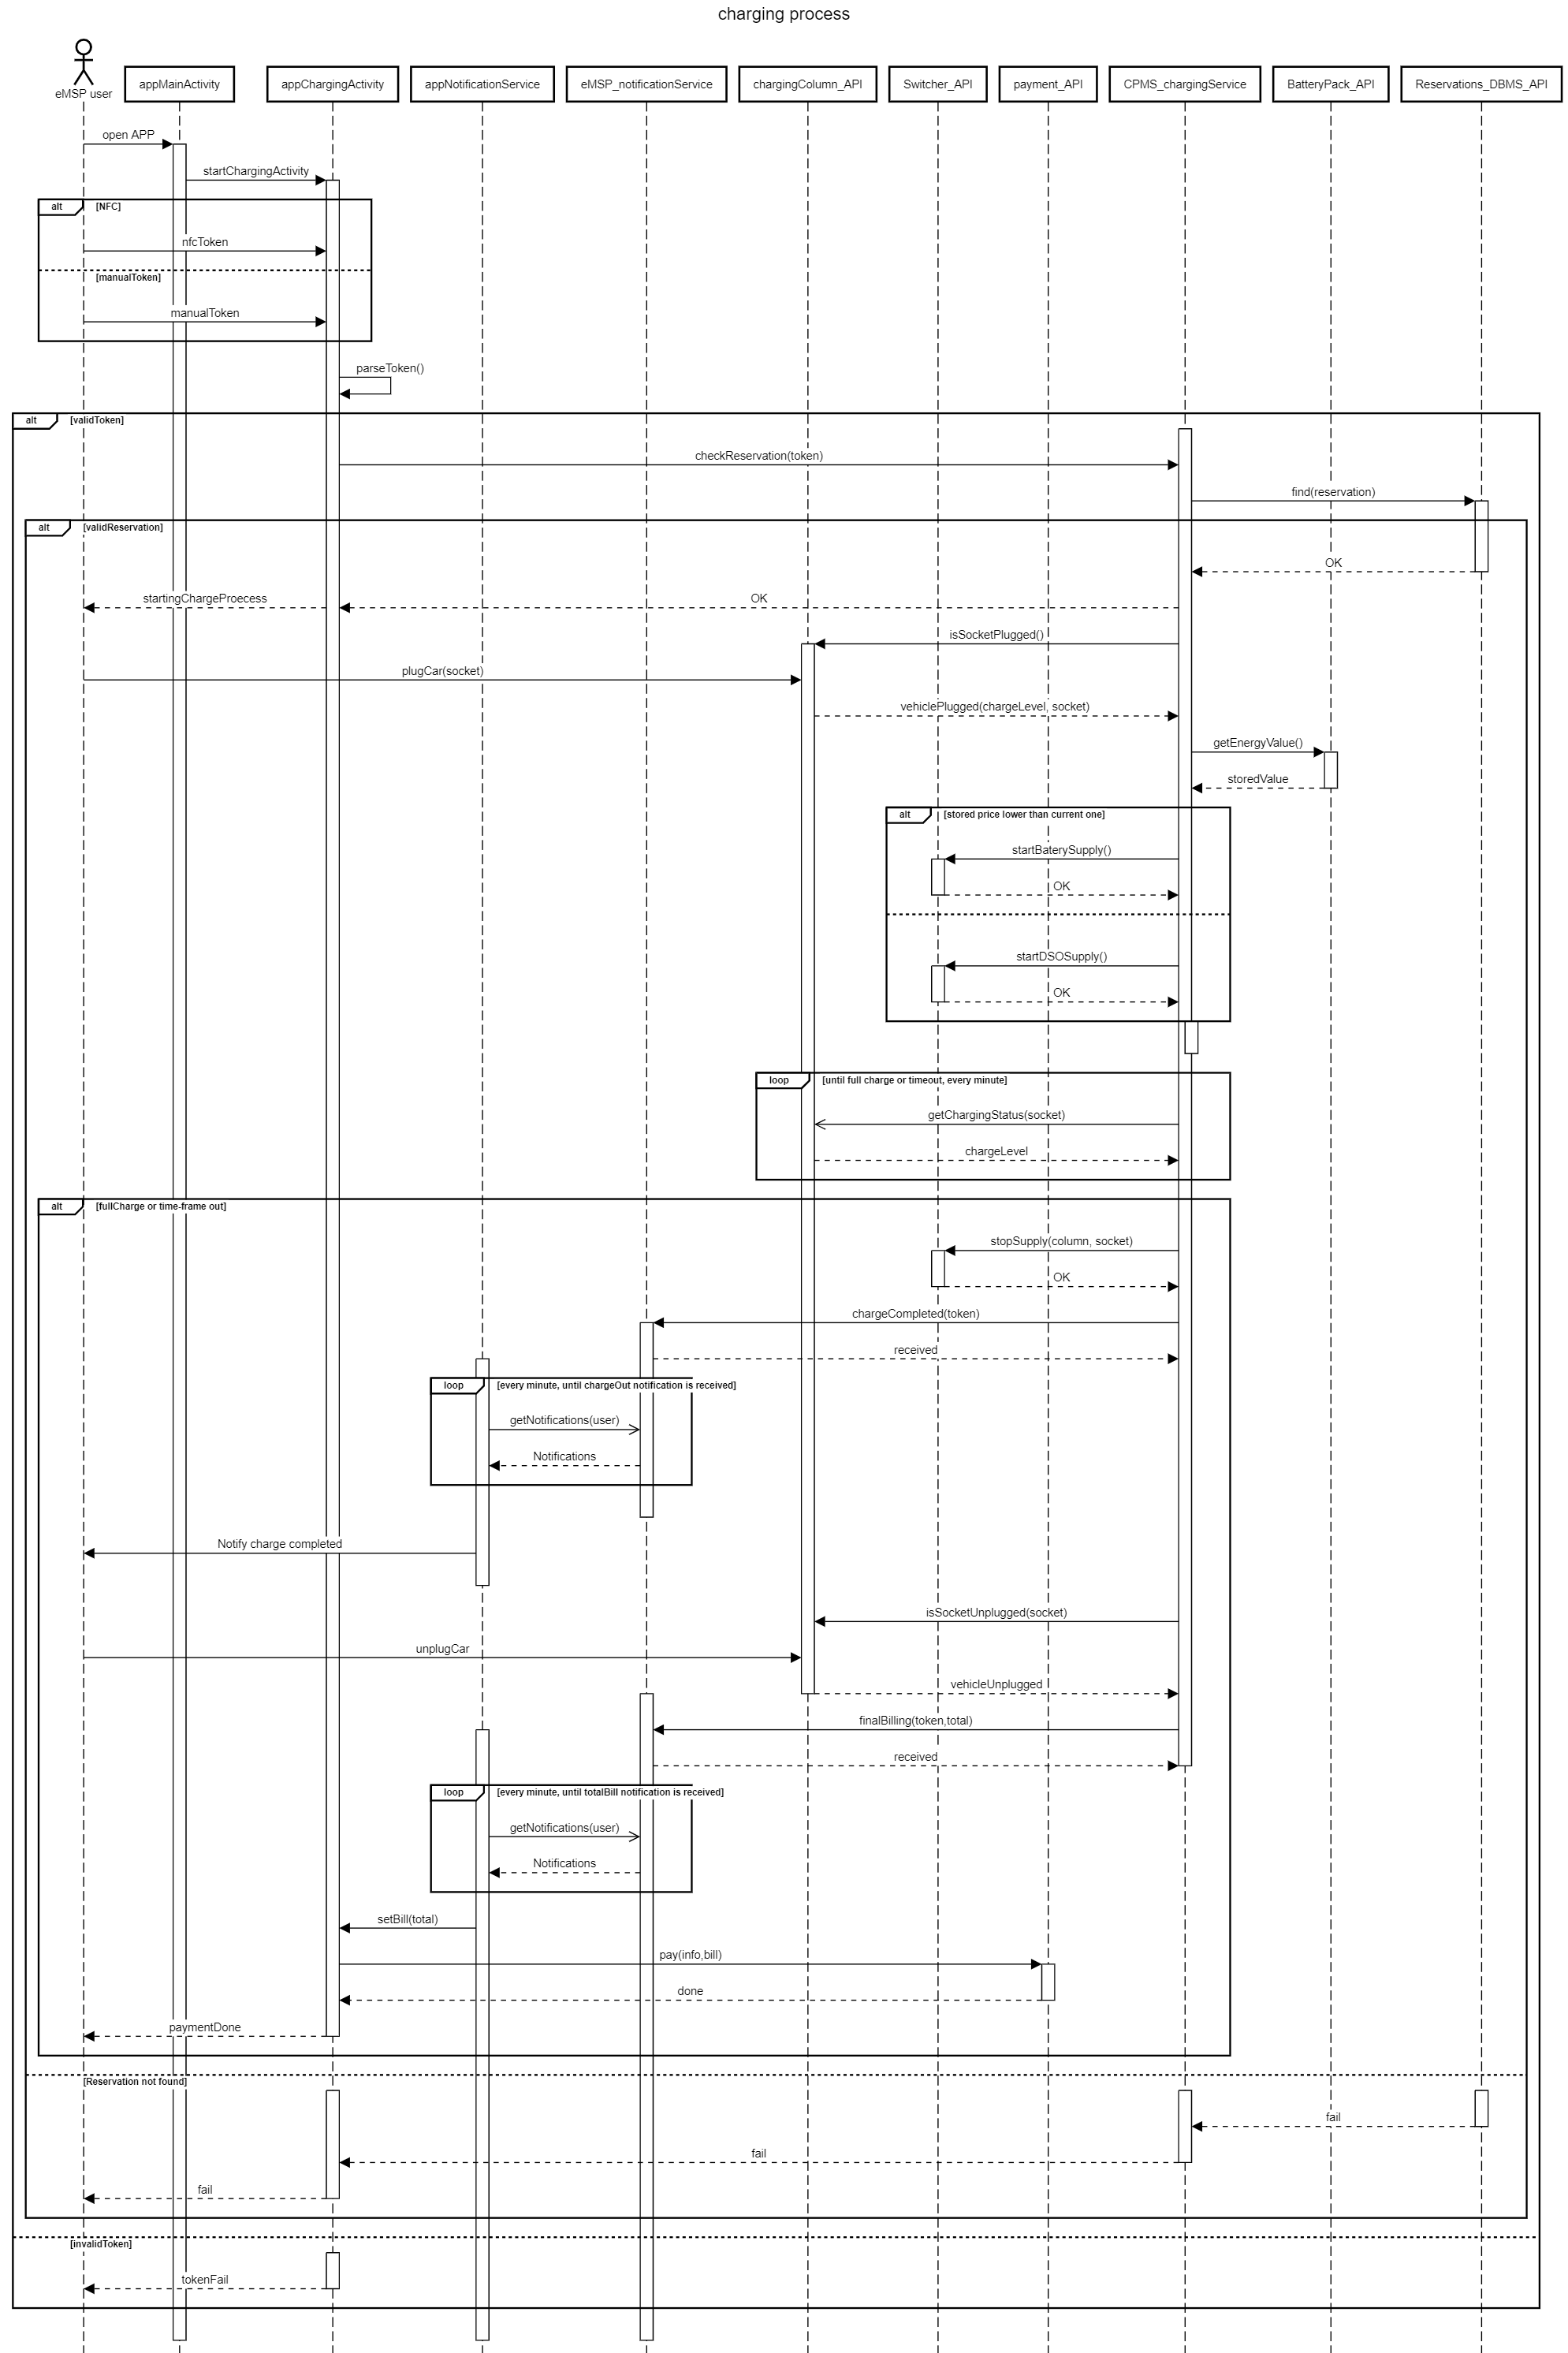 charging process
eMSP user
appMainActivity
appChargingActivity
appNotificationService
eMSP_notificationService
chargingColumn_API
Switcher_API
payment_API
CPMS_chargingService
BatteryPack_API
Reservations_DBMS_API
open APP
startChargingActivity
alt [NFC]
nfcToken
[manualToken]
manualToken
parseToken()
alt [validToken]
checkReservation(token)
find(reservation)
alt [validReservation]
OK
startingChargeProecess
OK
isSocketPlugged()
plugCar(socket)
vehiclePlugged(chargeLevel, socket)
getEnergyValue()
storedValue
alt [stored price lower than current one]
startBaterySupply()
OK
startDSOSupply()
OK
loop [until full charge or timeout, every minute]
getChargingStatus(socket)
chargeLevel
alt [fullCharge or time-frame out]
stopSupply(column, socket)
OK
chargeCompleted(token)
received
loop [every minute, until chargeOut notification is received]
getNotifications(user)
Notifications
Notify charge completed
isSocketUnplugged(socket)
unplugCar
vehicleUnplugged
finalBilling(token,total)
received
loop [every minute, until totalBill notification is received]
getNotifications(user)
Notifications
setBill(total)
pay(info,bill)
done
paymentDone
[Reservation not found]
fail
fail
fail
[invalidToken]
tokenFail